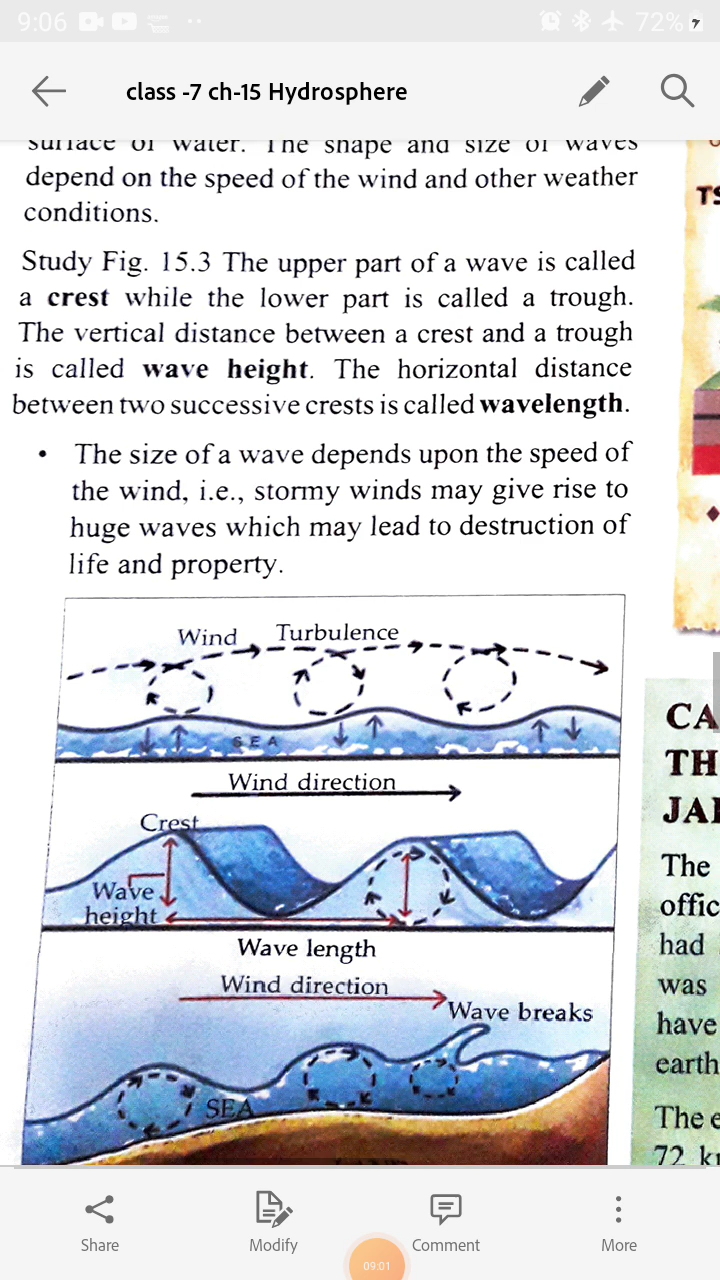 9:06
72%
class -7 ch-15 Hydrosphere
surface of water. The shape and size of waves
depend on the speed of the wind and other weather
conditions.
Study Fig. 15.3 The upper part of a wave is called
a crest while the lower part is called a trough.
The vertical distance between a crest and a trough
is called wave height. The horizontal distance
between two successive crests is called wavelength.
• The size of a wave depends upon the speed of
the wind, i.e., stormy winds may give rise to
huge waves which may lead to destruction of
life and property.
Wind
Turbulence
SEA
Wind direction
Crest
Wave
height
Wave length
Wind direction
Wave breaks
SEA
TS
CA
TH
JA
The
offic
had
was
have
earth
The e
72 k
Share
Modify
Comment
More
09:01